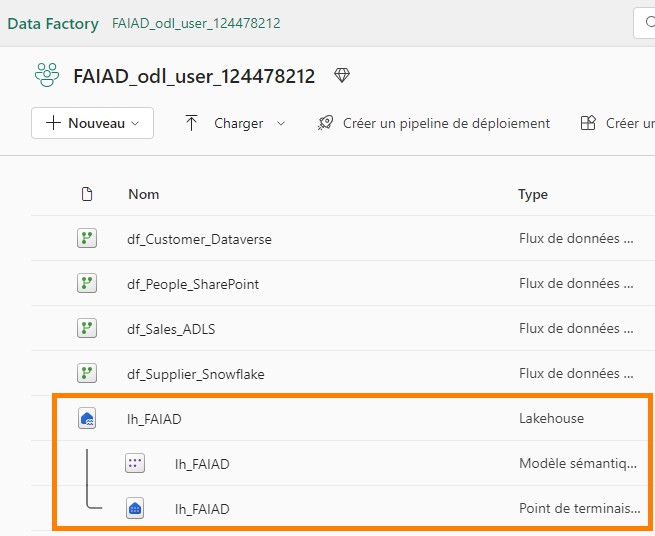 Data Factory FAIAD_odl_user_124478212
FAIAD_odl_user_124478212
Nouveau Charger Créer un pipeline de déploiement Créer un
Nom Type
df_Customer_Dataverse Flux de données ...
df_People_SharePoint Flux de données ...
df_Sales_ADLS Flux de données ...
df_Supplier_Snowflake Flux de données ...
lh_FAIAD Lakehouse
lh_FAIAD Modèle sémantiq...
lh_FAIAD Point de terminais...